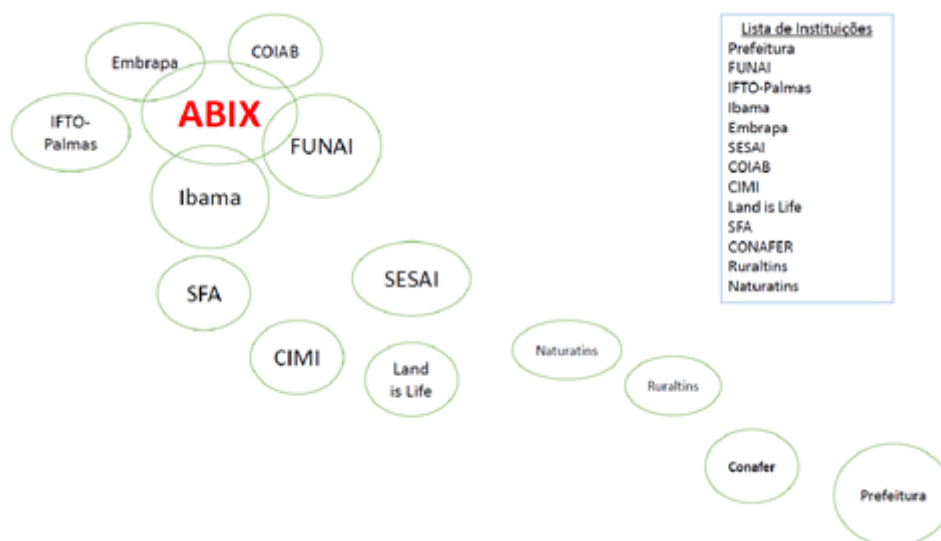 COIAB
Embrapa
ABIX
IFTO-
Palmas
FUNAI
Ibama
SESAI
SFA
CIMI
Land
is Life
Naturatins
Ruraltins
Conafer
Prefeitura
Lista de Instituições
Prefeitura
FUNAI
IFTO-Palmas
Ibama
Embrapa
SESAI
COIAB
CIMI
Land is Life
SFA
CONAFER
Ruraltins
Naturatins